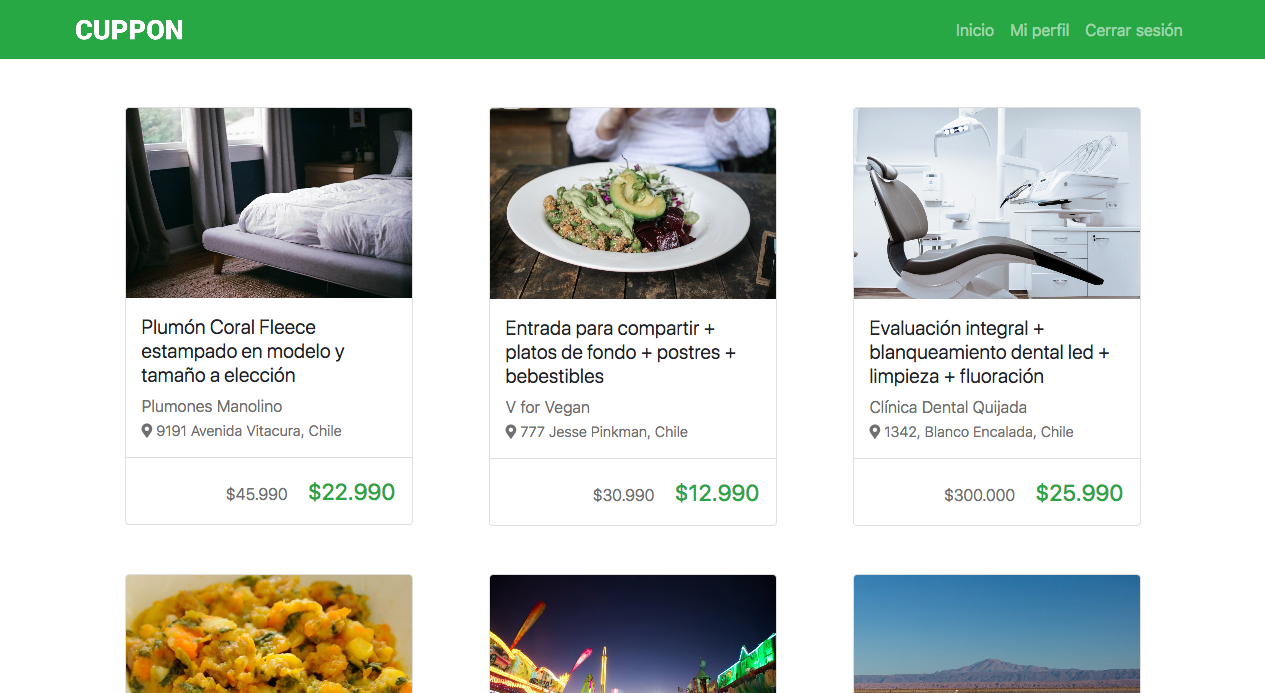 CUPPON
Inicio Mi perfil Cerrar sesión
Plumón Coral Fleece
estampado en modelo y
tamaño a elección
Plumones Manolino
9191 Avenida Vitacura, Chile
$45.990 $22.990
Entrada para compartir +
platos de fondo + postres +
bebestibles
V for Vegan
777 Jesse Pinkman, Chile
$30.990 $12.990
Evaluación integral +
blanqueamiento dental led +
limpieza + fluoración
Clínica Dental Quijada
1342, Blanco Encalada, Chile
$300.000 $25.990